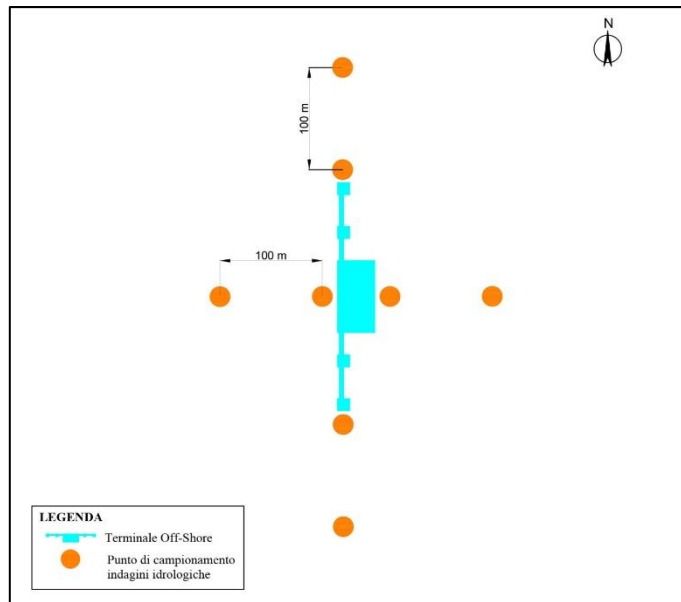 N
100 m
100 m
LEGENDA
Terminale Off-Shore
Punto di campionamento
indagini idrologiche